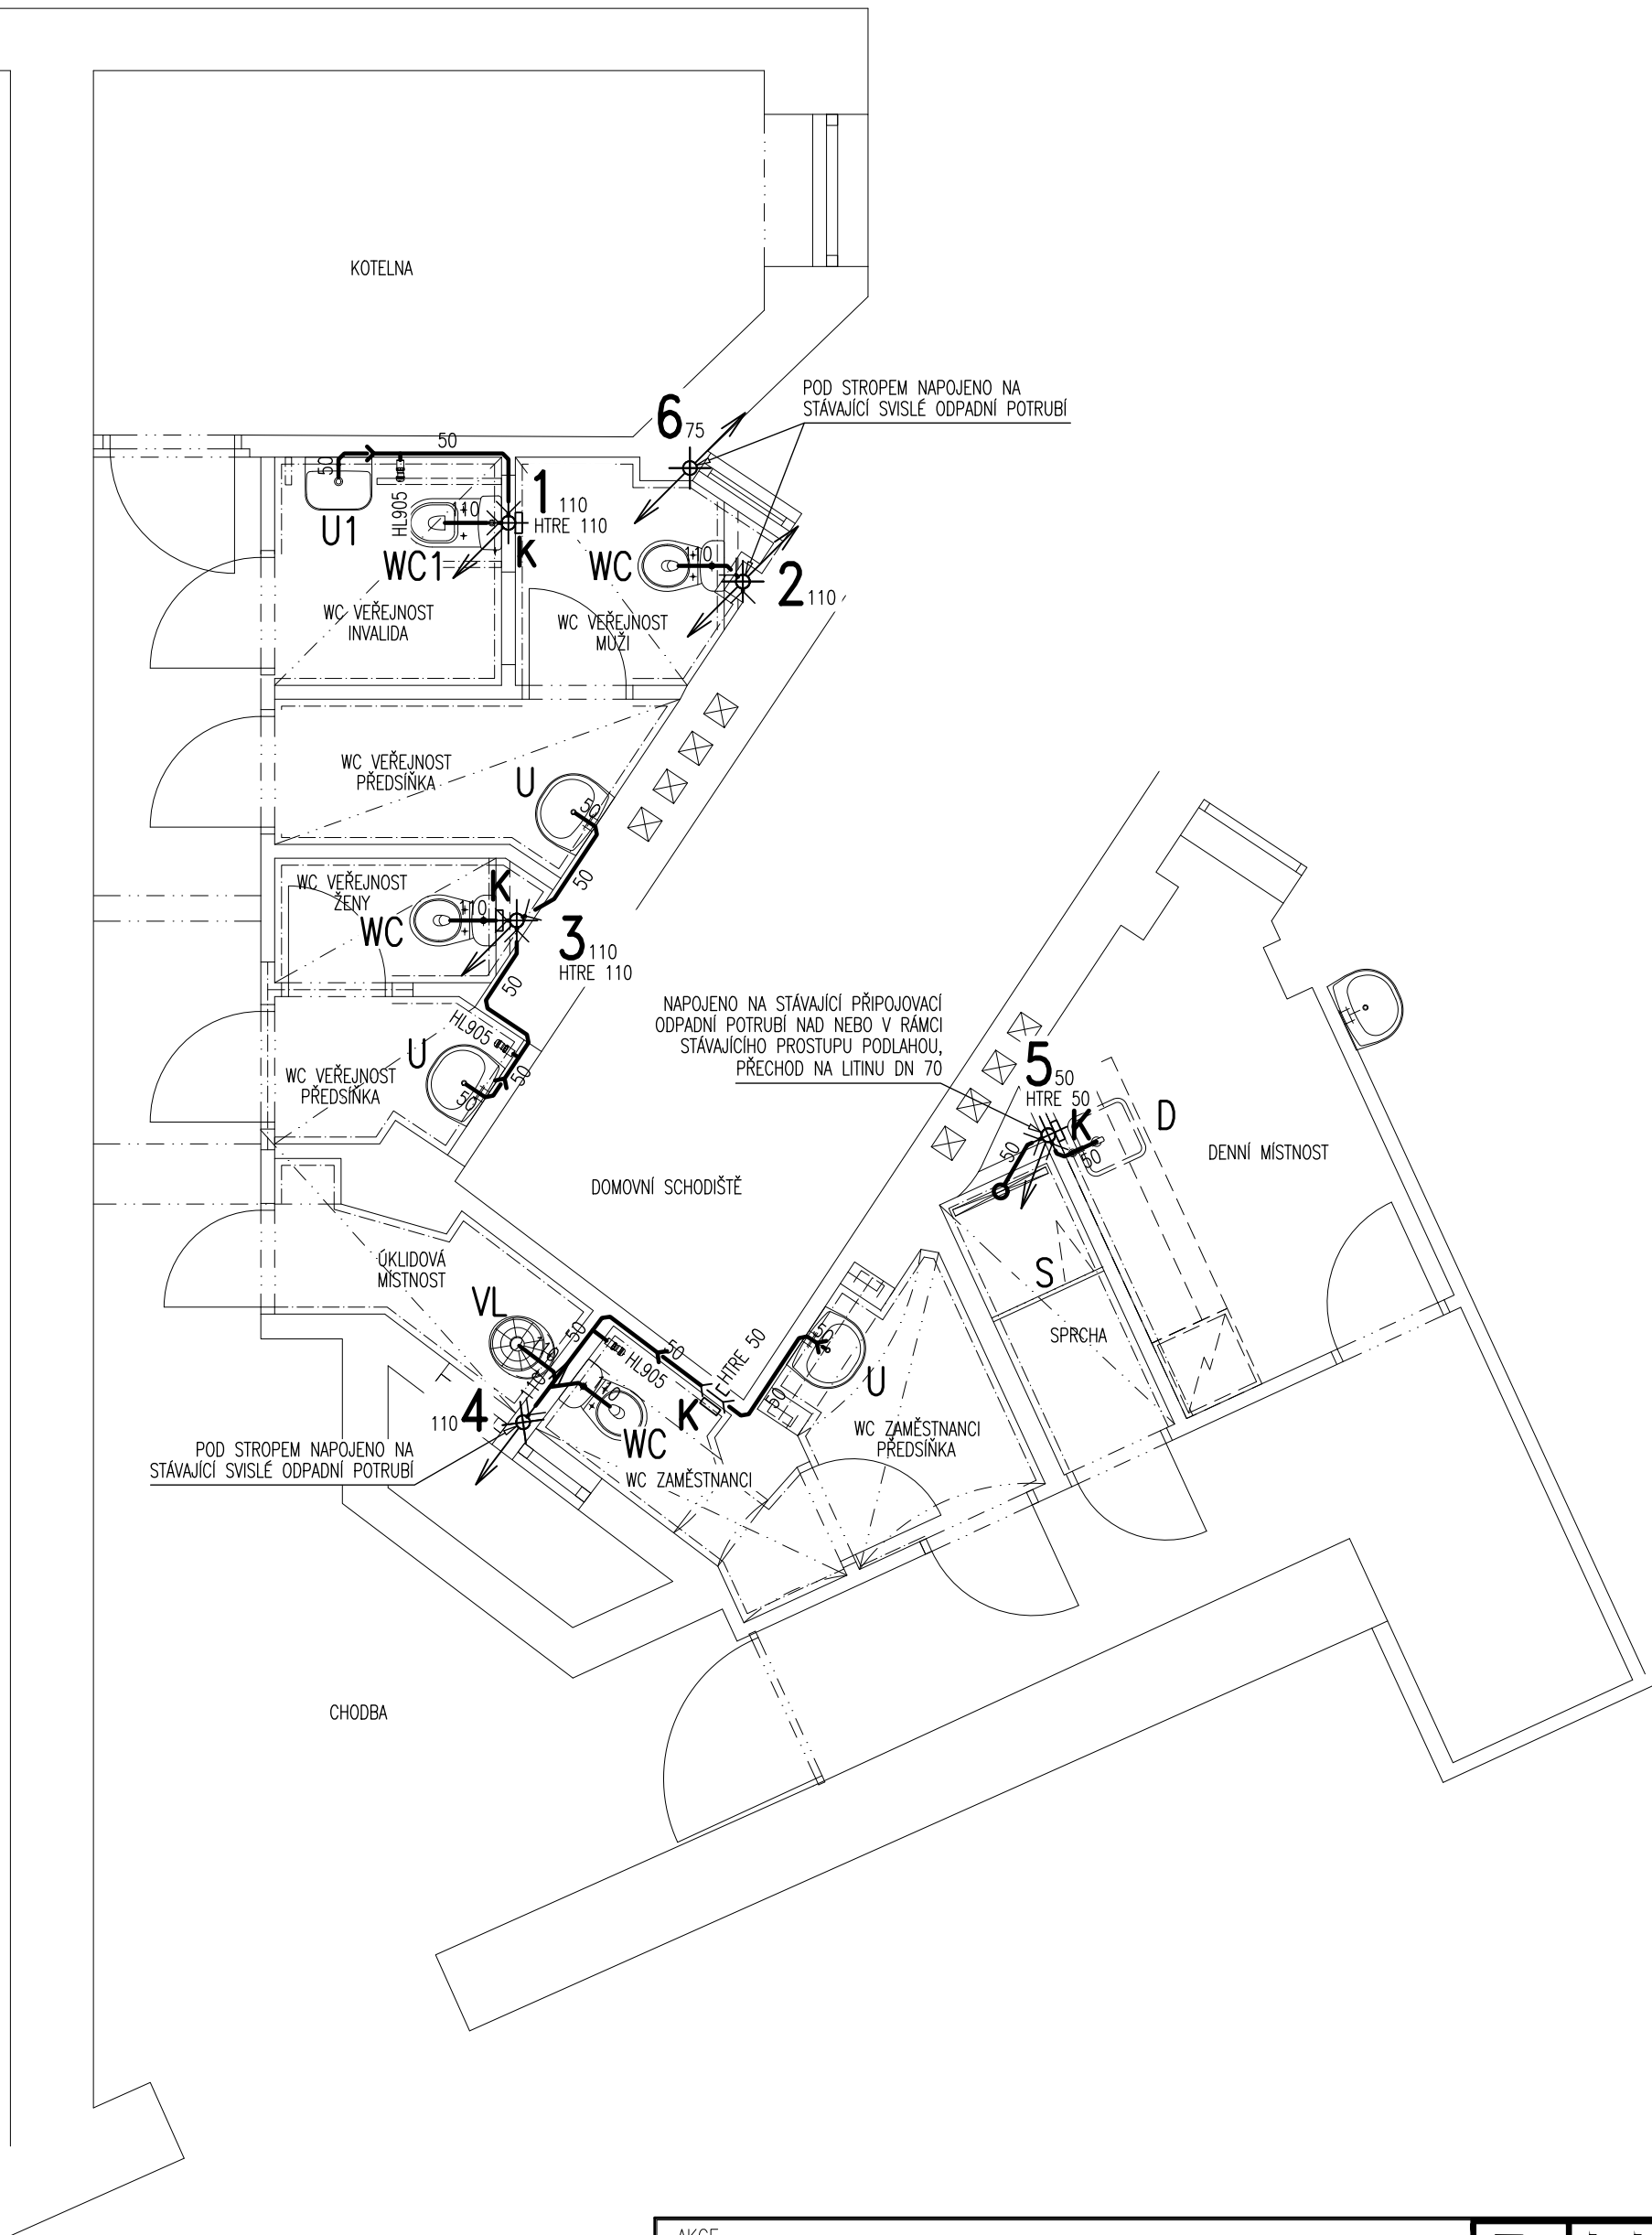 KOTELNA
POD STROPEM NAPOJENO NA
STÁVAJÍCÍ SVISLÉ ODPADNÍ POTRUBÍ
6 75
50
50
HL905
U1
110
WC1
1 110
HTRE 110
K
WC
110
2 110
WC VEŘEJNOST
INVALIDA
WC VEŘEJNOST
MUŽI
WC VEŘEJNOST
PŘEDSÍŇKA
U
50
50
WC VEŘEJNOST
ŽENY
K
110
WC
3 110
HTRE 110
50
HL905
U
50
50
WC VEŘEJNOST
PŘEDSÍŇKA
NAPOJENO NA STÁVAJÍCÍ PŘIPOJOVACÍ
ODPADNÍ POTRUBÍ NAD NEBO V RÁMCI
STÁVAJÍCÍHO PROSTUPU PODLAHOU,
PŘECHOD NA LITINU DN 70
5 50
HTRE 50
K
D
50
50
DENNÍ MÍSTNOST
DOMOVNÍ SCHODIŠTĚ
ÚKLIDOVÁ
MÍSTNOST
VL
50
110
110
HL905
50
HTRE 50
50
50
U
S
SPRCHA
110
K
WC
4 110
WC ZAMĚSTNANCI
PŘEDSÍŇKA
WC ZAMĚSTNANCI
POD STROPEM NAPOJENO NA
STÁVAJÍCÍ SVISLÉ ODPADNÍ POTRUBÍ
CHODBA
AKCE